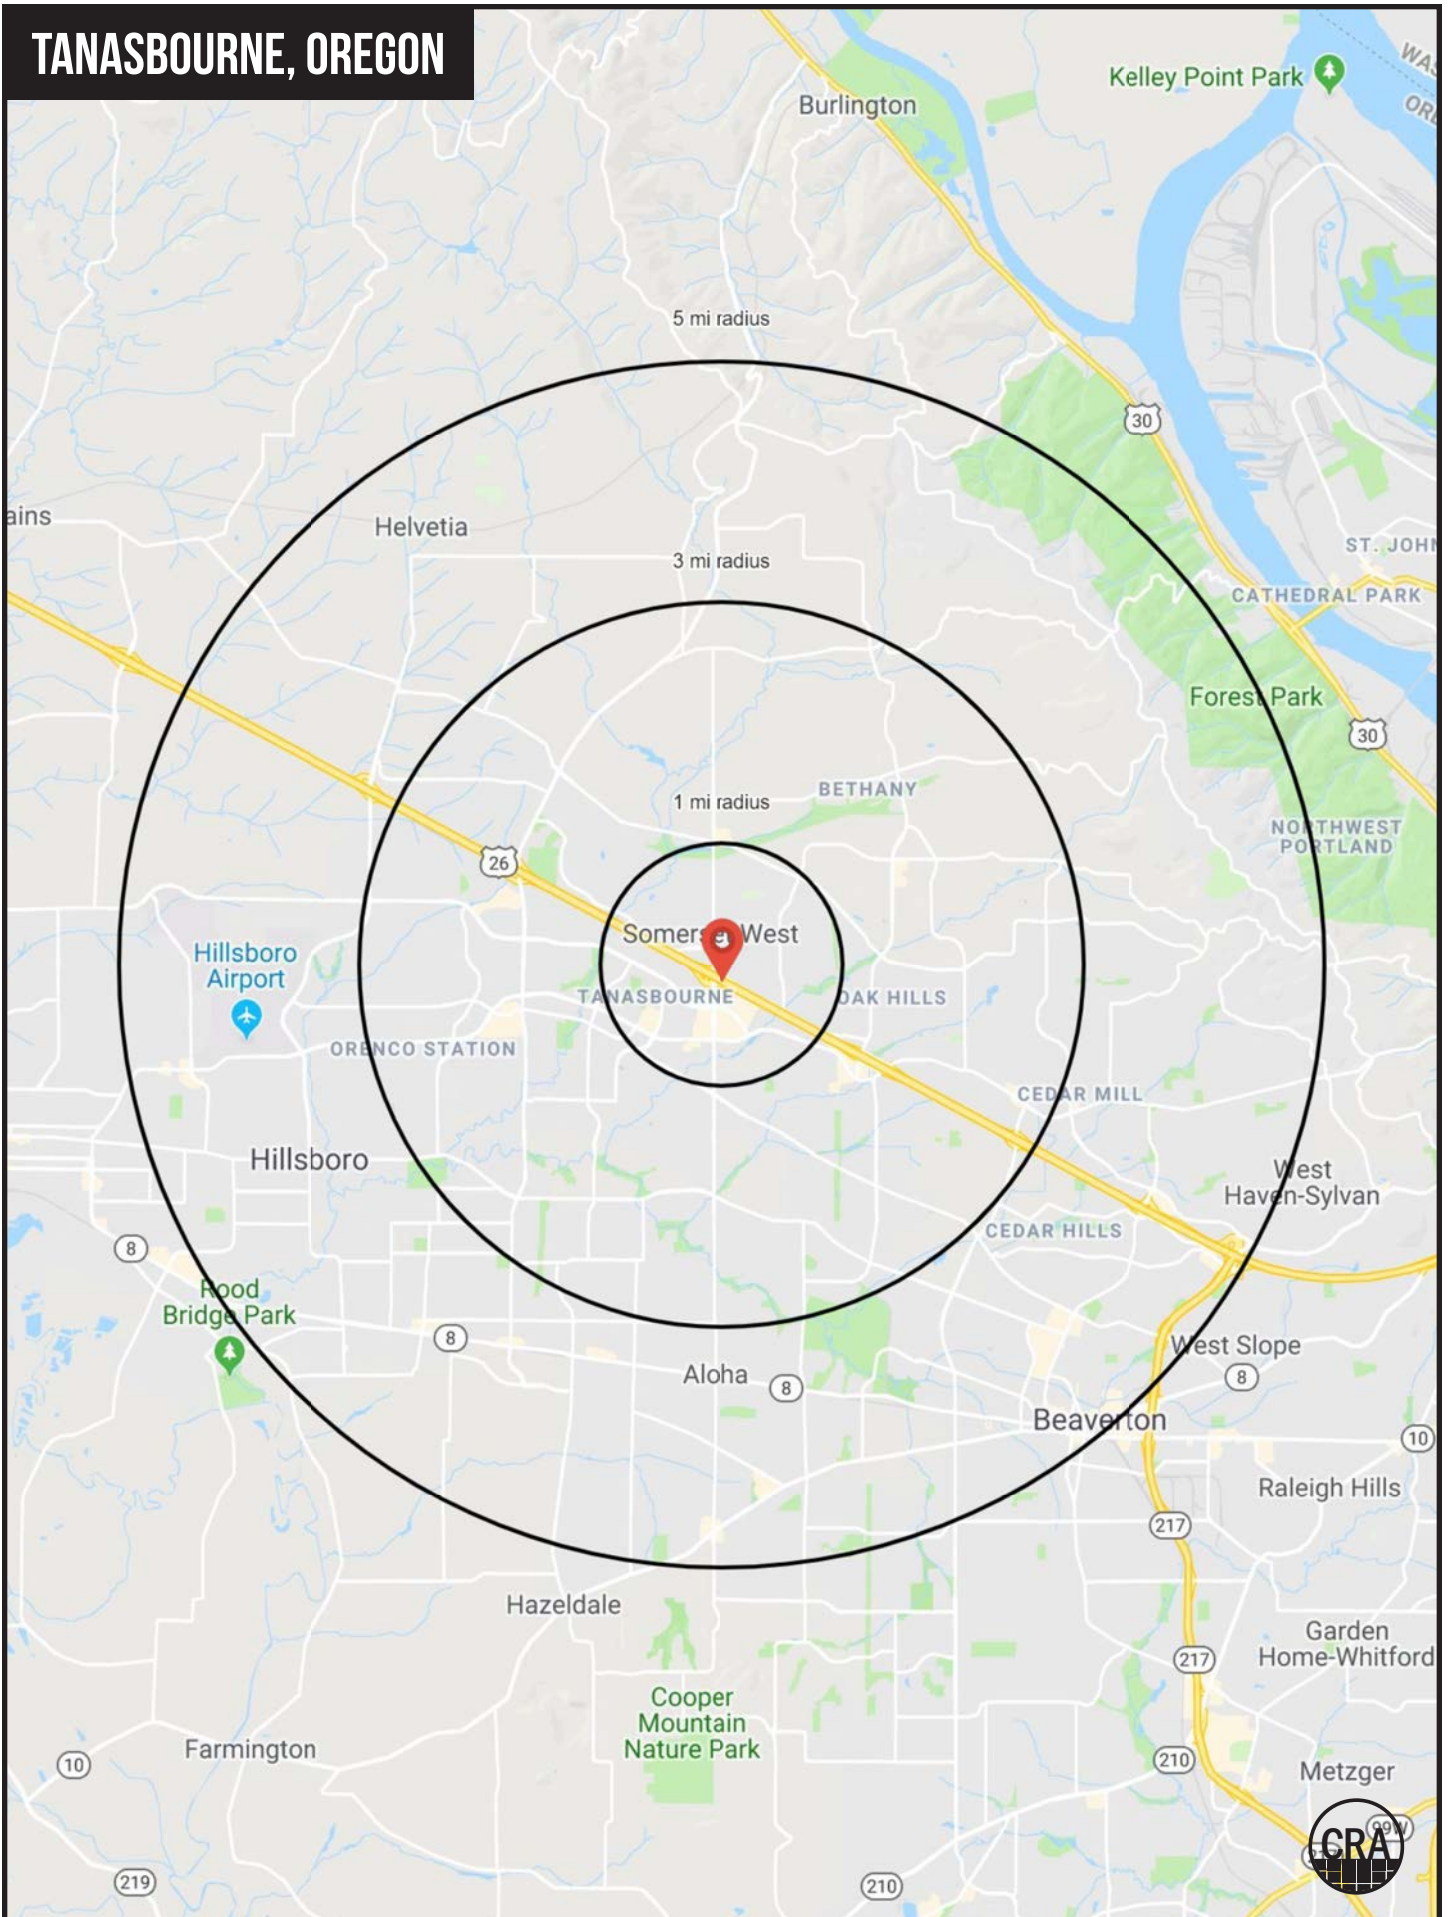 TANASBOURNE, OREGON
Kelley Point Park
Burlington
5 mi radius
30
ains
Helvetia
3 mi radius
CATHEDRAL PARK
Forest Park
30
1 mi radius
BETHANY
NORTHWEST
PORTLAND
26
Somerset West
Hillsboro
Airport
TANASBOURNE
OAK HILLS
ORENCO STATION
CEDAR MILL
Hillsboro
West
Haven-Sylvan
CEDAR HILLS
8
Rood
Bridge Park
8
West Slope
Aloha
8
8
Beaverton
10
Raleigh Hills
217
Hazeldale
Garden
Home-Whitford
217
Cooper
Mountain
Nature Park
Farmington
10
210
Metzger
99W
CRA
219
210